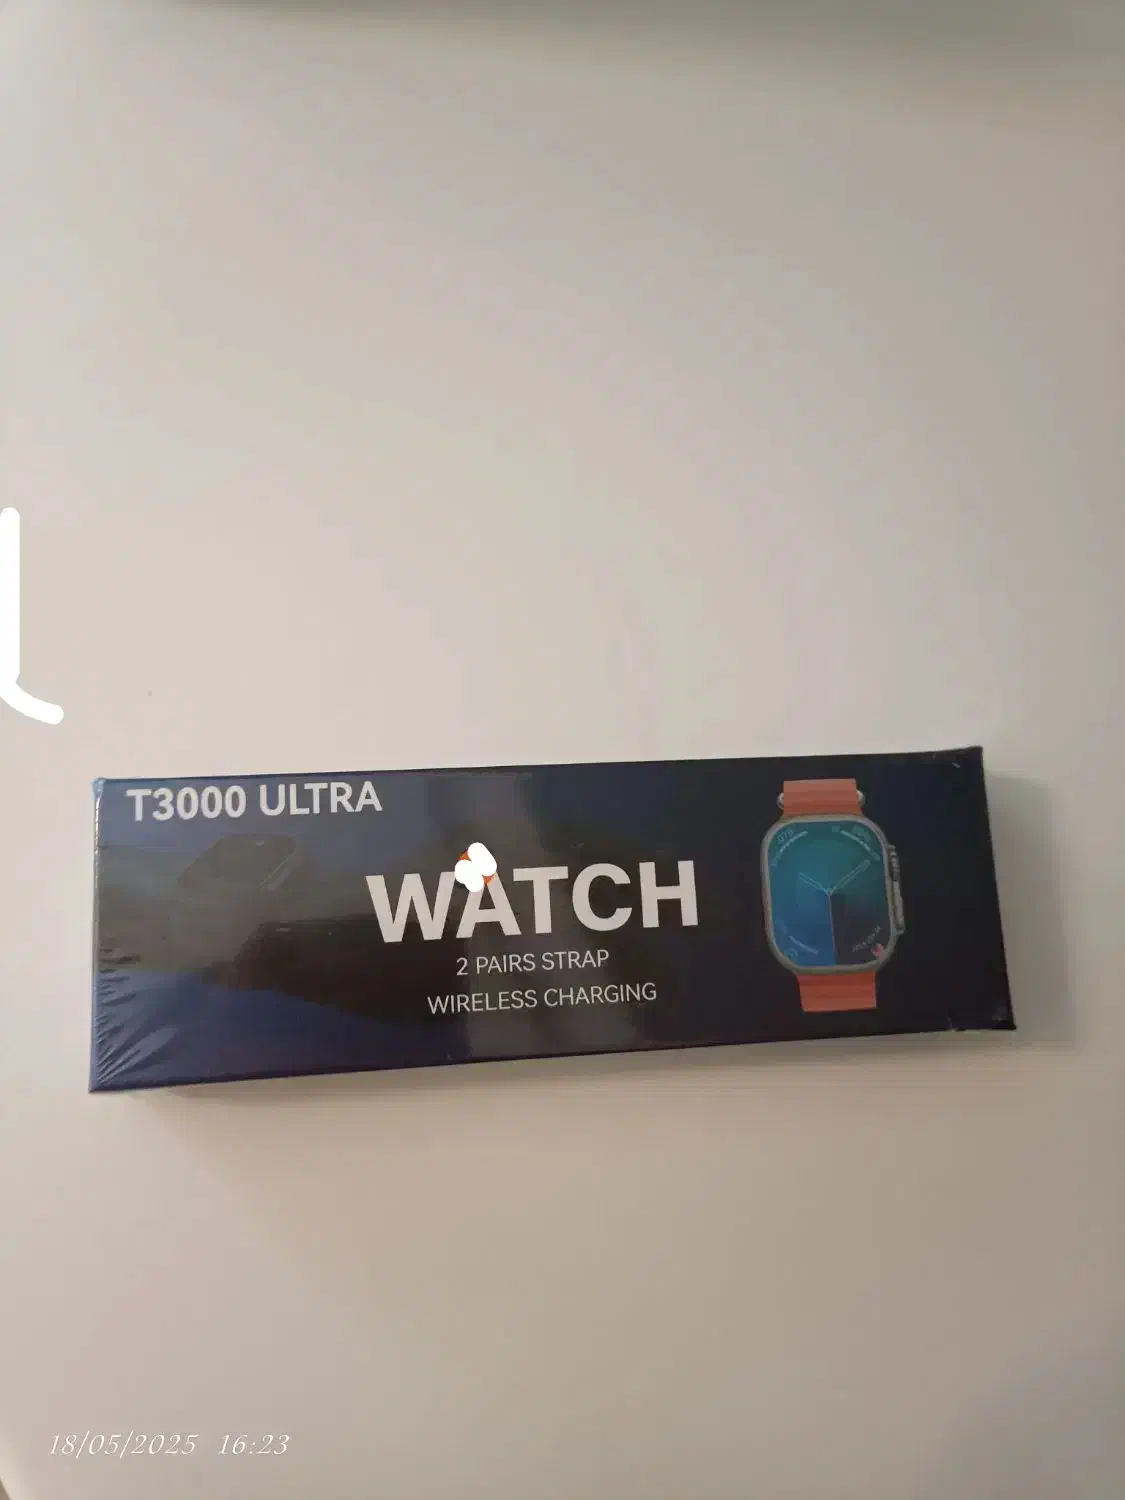 T3000 ULTRA
WATCH
2 PAIRS STRAP
WIRELESS CHARGING
18/05/2025 16:23